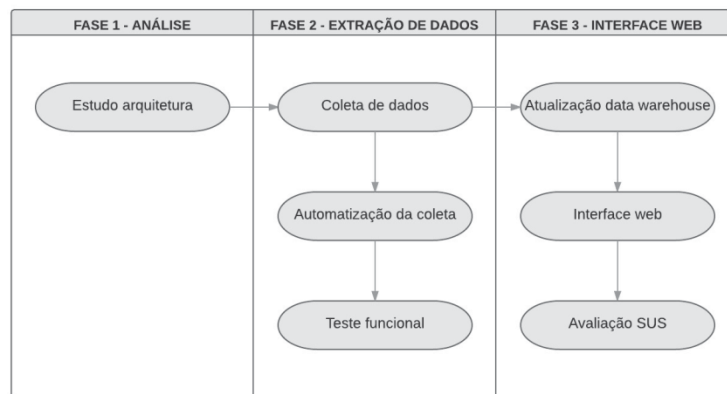 FASE 1 - ANÁLISE
FASE 2 - EXTRAÇÃO DE DADOS
FASE 3 - INTERFACE WEB
Estudo arquitetura
Coleta de dados
Atualização data warehouse
Automatização da coleta
Interface web
Teste funcional
Avaliação SUS